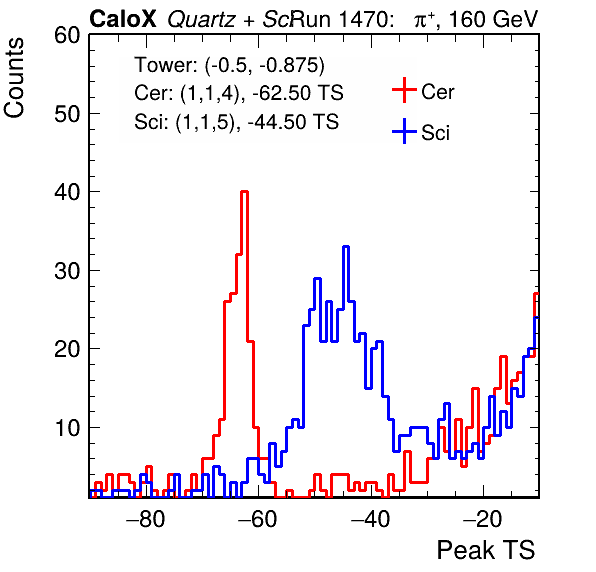 CaloX Quartz + ScRun 1470: π+, 160 GeV
60
Counts
Tower: (-0.5, -0.875)
Cer: (1,1,4), -62.50 TS
Sci: (1,1,5), -44.50 TS
Cer
Sci
50
40
30
20
10
−80 −60 −40 −20
Peak TS